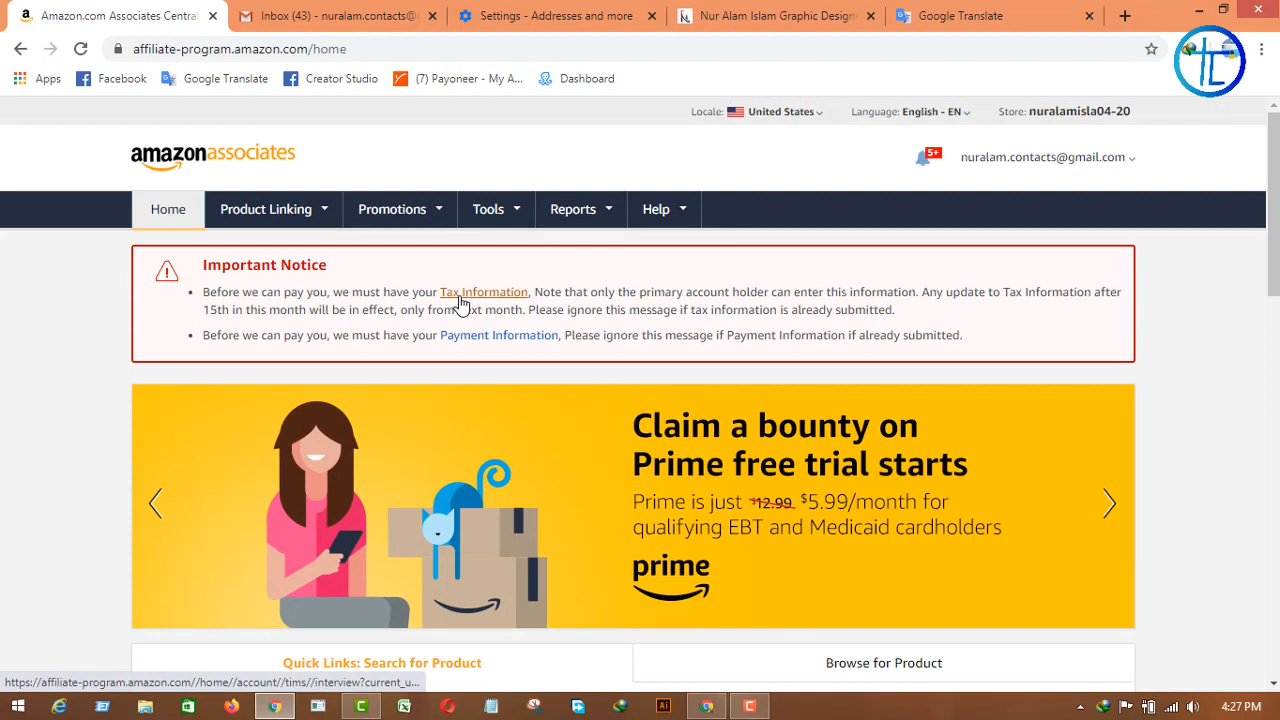 Amazon.com Associates Central
Inbox (43) - nuralam.contacts@
Settings - Addresses and more
Nur Alam Islam Graphic Design
Google Translate
affiliate-program.amazon.com/home
Apps
Facebook
Google Translate
Creator Studio
(7) Payoneer - My A...
Dashboard
Locale: United States
Language: English - EN
Store: nuralamisla04-20
amazonassociates
5+
nuralam.contacts@gmail.com
Home
Product Linking
Promotions
Tools
Reports
Help
Important Notice
• Before we can pay you, we must have your Tax Information, Note that only the primary account holder can enter this information. Any update to Tax Information after
15th in this month will be in effect, only from next month. Please ignore this message if tax information is already submitted.
• Before we can pay you, we must have your Payment Information, Please ignore this message if Payment Information if already submitted.
Claim a bounty on
Prime free trial starts
Prime is just $12.99 $5.99/month for
qualifying EBT and Medicaid cardholders
prime
Quick Links: Search for Product
Browse for Product
https://affiliate-program.amazon.com//home//account//tims//interview?current_u...
4:27 PM